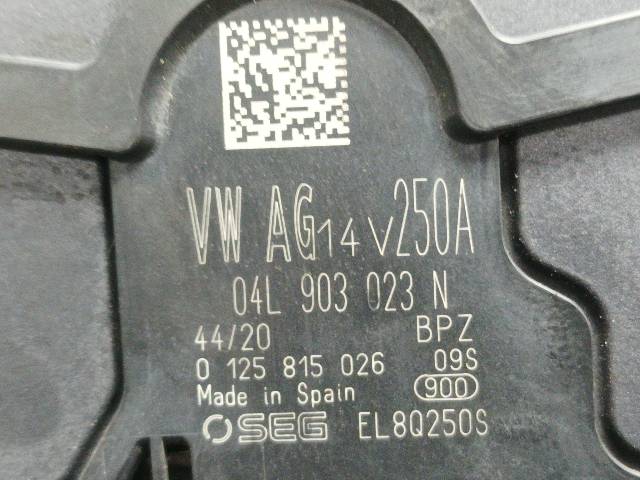 VW AG 14 V 250A
04L 903 023 N
44/20 BPZ
0 125 815 026 09S
Made in Spain 900
SEG EL8Q250S